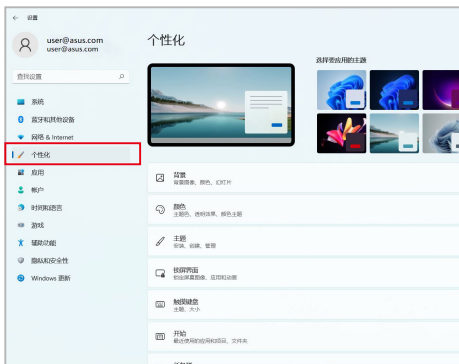 设置
user@asus.com
user@asus.com
查找设置
系统
蓝牙和其他设备
网络 & Internet
个性化
应用
帐户
时间和语言
游戏
辅助功能
隐私和安全性
Windows 更新
个性化
选择要应用的主题
背景
背景图像、颜色、幻灯片
颜色
主题色、透明效果、颜色主题
主题
安装、创建、管理
锁屏界面
锁定屏幕图像、应用和动画
触摸键盘
主题、大小
开始
最近使用的应用和项目、文件夹